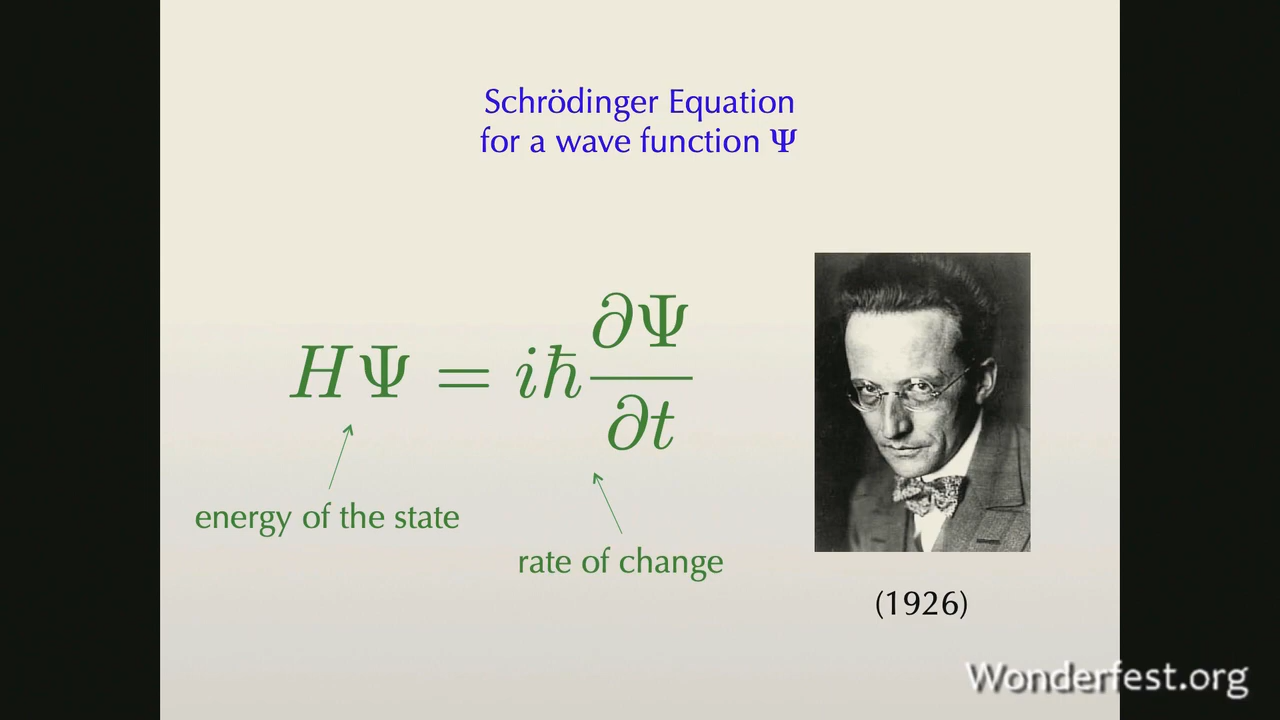 Schrödinger Equation
for a wave function Ψ
HΨ = iħ ∂Ψ/∂t
energy of the state
rate of change
(1926)
Wonderfest.org